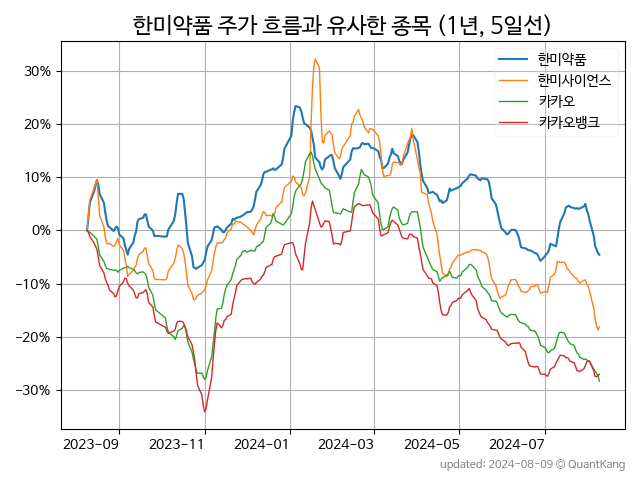 한미약품 주가 흐름과 유사한 종목 (1년, 5일선)
한미약품
한미사이언스
카카오
카카오뱅크
30%
20%
10%
0%
−10%
−20%
−30%
2023-09 2023-11 2024-01 2024-03 2024-05 2024-07
updated: 2024-08-09 © QuantKang